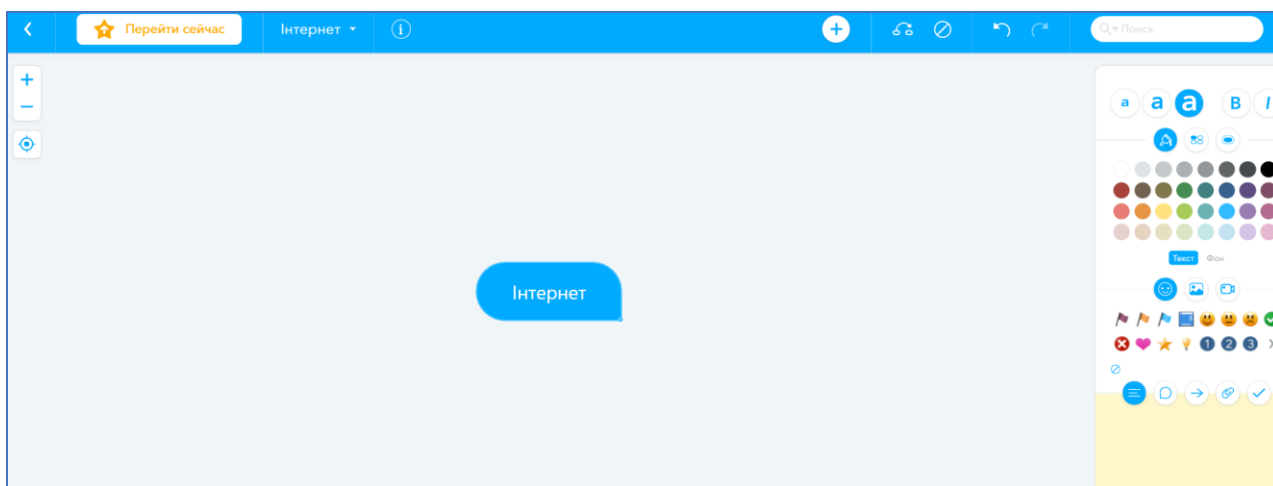 Перейти сейчас
Інтернет
Поиск
a a a B I
Інтернет
Текст Фон
1 2 3